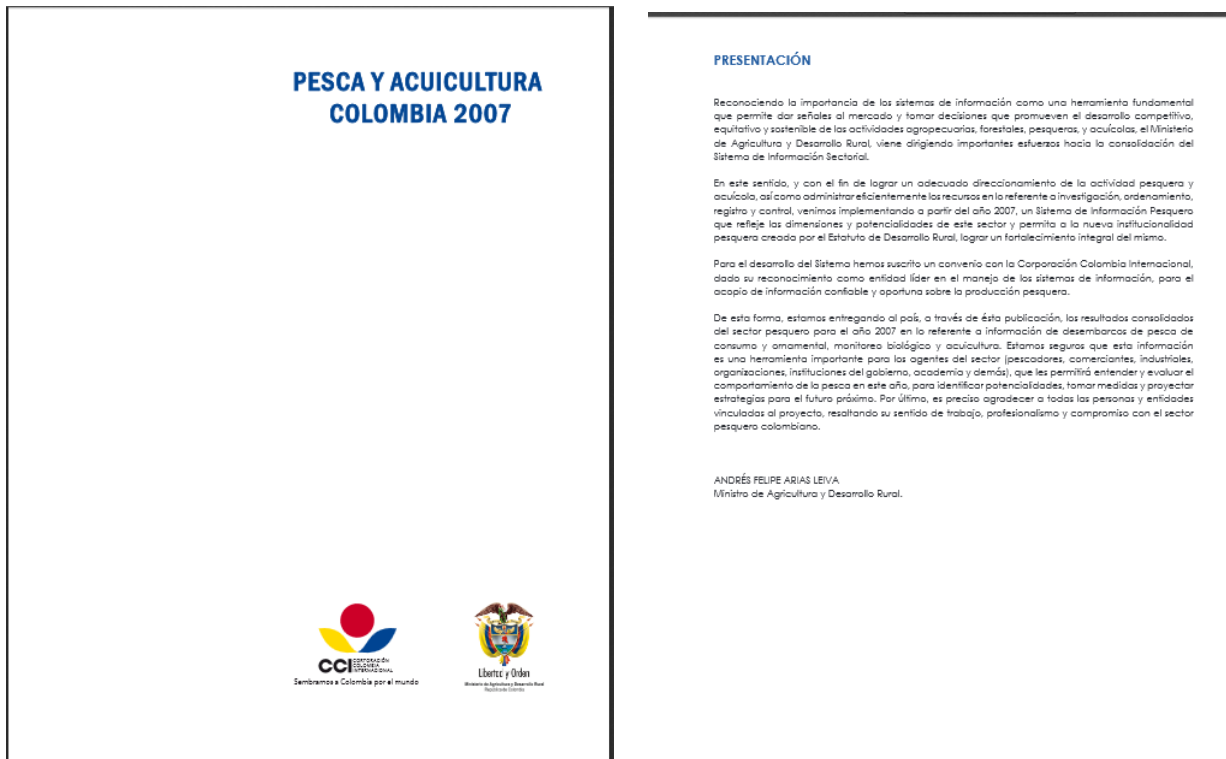 PESCA Y ACUICULTURA
COLOMBIA 2007
CCI CORPORACIÓN
COLOMBIA
INTERNACIONAL
Sembramos a Colombia por el mundo
Libertad y Orden
Ministerio de Agricultura y Desarrollo Rural
República de Colombia
PRESENTACIÓN
Reconociendo la importancia de los sistemas de información como una herramienta fundamental
que permite dar señales al mercado y tomar decisiones que promueven el desarrollo competitivo,
equitativo y sostenible de las actividades agropecuarias, forestales, pesqueras, y acuícolas, el Ministerio
de Agricultura y Desarrollo Rural, viene dirigiendo importantes esfuerzos hacia la consolidación del
Sistema de Información Sectorial.
En este sentido, y con el fin de lograr un adecuado direccionamiento de la actividad pesquera y
acuícola, así como administrar eficientemente los recursos en lo referente a investigación, ordenamiento,
registro y control, venimos implementando a partir del año 2007, un Sistema de Información Pesquero
que refleje las dimensiones y potencialidades de este sector y permita a la nueva institucionalidad
pesquera creada por el Estatuto de Desarrollo Rural, lograr un fortalecimiento integral del mismo.
Para el desarrollo del Sistema hemos suscrito un convenio con la Corporación Colombia Internacional,
dado su reconocimiento como entidad líder en el manejo de los sistemas de información, para el
acopio de información confiable y oportuna sobre la producción pesquera.
De esta forma, estamos entregando al país, a través de ésta publicación, los resultados consolidados
del sector pesquero para el año 2007 en lo referente a información de desembarcos de pesca de
consumo y ornamental, monitoreo biológico y acuicultura. Estamos seguros que esta información
es una herramienta importante para los agentes del sector (pescadores, comerciantes, industriales,
organizaciones, instituciones del gobierno, academia y demás), que les permitirá entender y evaluar el
comportamiento de la pesca en este año, para identificar potencialidades, tomar medidas y proyectar
estrategias para el futuro próximo. Por último, es preciso agradecer a todas las personas y entidades
vinculadas al proyecto, resaltando su sentido de trabajo, profesionalismo y compromiso con el sector
pesquero colombiano.
ANDRÉS FELIPE ARIAS LEIVA
Ministro de Agricultura y Desarrollo Rural.